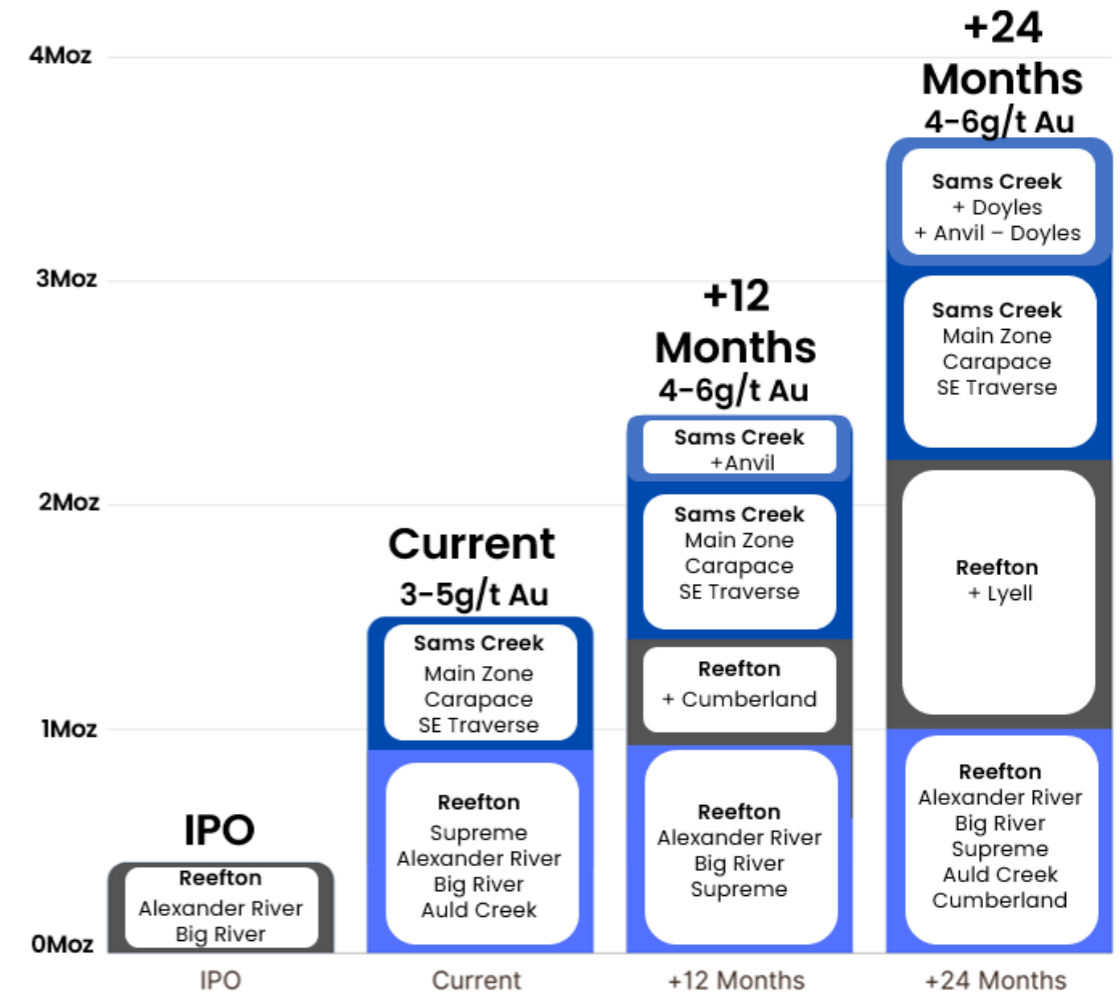 4Moz
3Moz
2Moz
1Moz
0Moz
IPO
Reefton
Alexander River
Big River
IPO
Current
3-5g/t Au
Sams Creek
Main Zone
Carapace
SE Traverse
Reefton
Supreme
Alexander River
Big River
Auld Creek
Current
+12
Months
4-6g/t Au
Sams Creek
+Anvil
Sams Creek
Main Zone
Carapace
SE Traverse
Reefton
+ Cumberland
Reefton
Alexander River
Big River
Supreme
+12 Months
+24
Months
4-6g/t Au
Sams Creek
+ Doyles
+ Anvil – Doyles
Sams Creek
Main Zone
Carapace
SE Traverse
Reefton
+ Lyell
Reefton
Alexander River
Big River
Supreme
Auld Creek
Cumberland
+24 Months